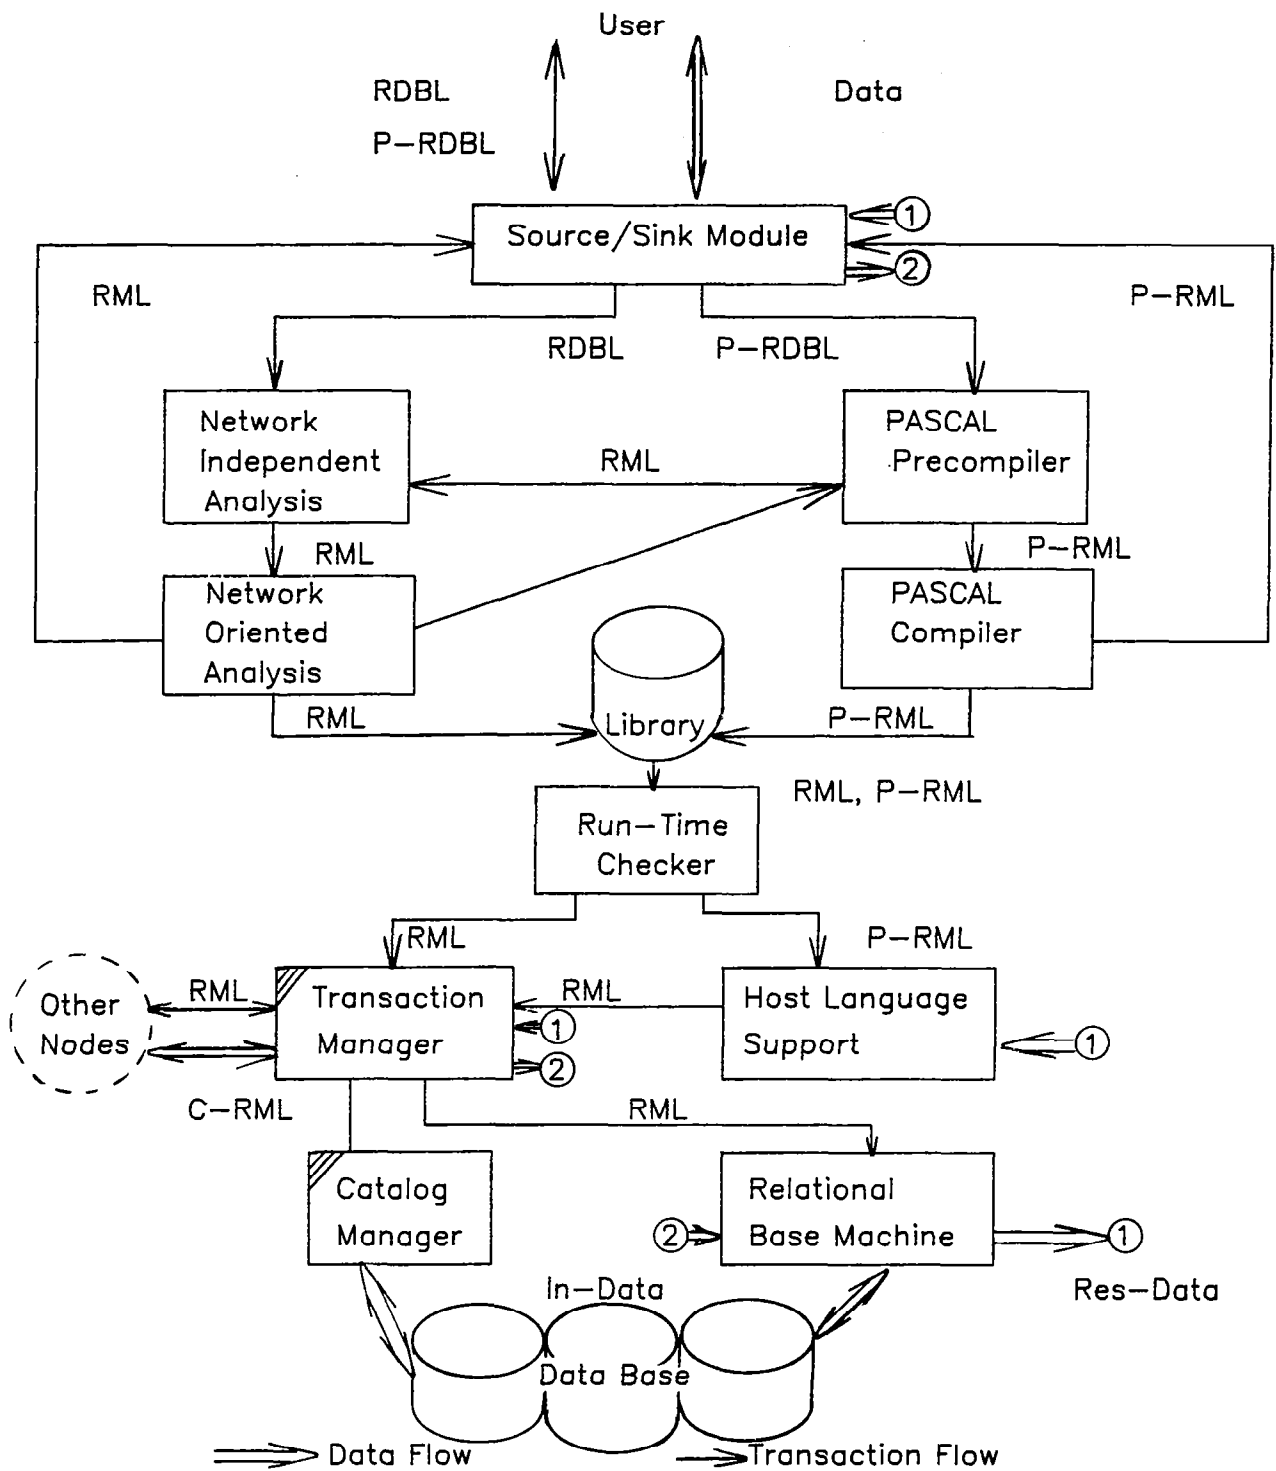 User
RDBL
Data
P-RDBL
1
Source/Sink Module
2
RML
P-RML
RDBL
P-RDBL
Network
Independent
Analysis
RML
PASCAL
Precompiler
RML
P-RML
Network
Oriented
Analysis
PASCAL
Compiler
RML
Library
P-RML
RML, P-RML
Run-Time
Checker
RML
P-RML
Other
Nodes
RML
Transaction
Manager
RML
1
2
Host Language
Support
1
C-RML
RML
Catalog
Manager
2
Relational
Base Machine
1
In-Data
Res-Data
Data Base
Data Flow
Transaction Flow